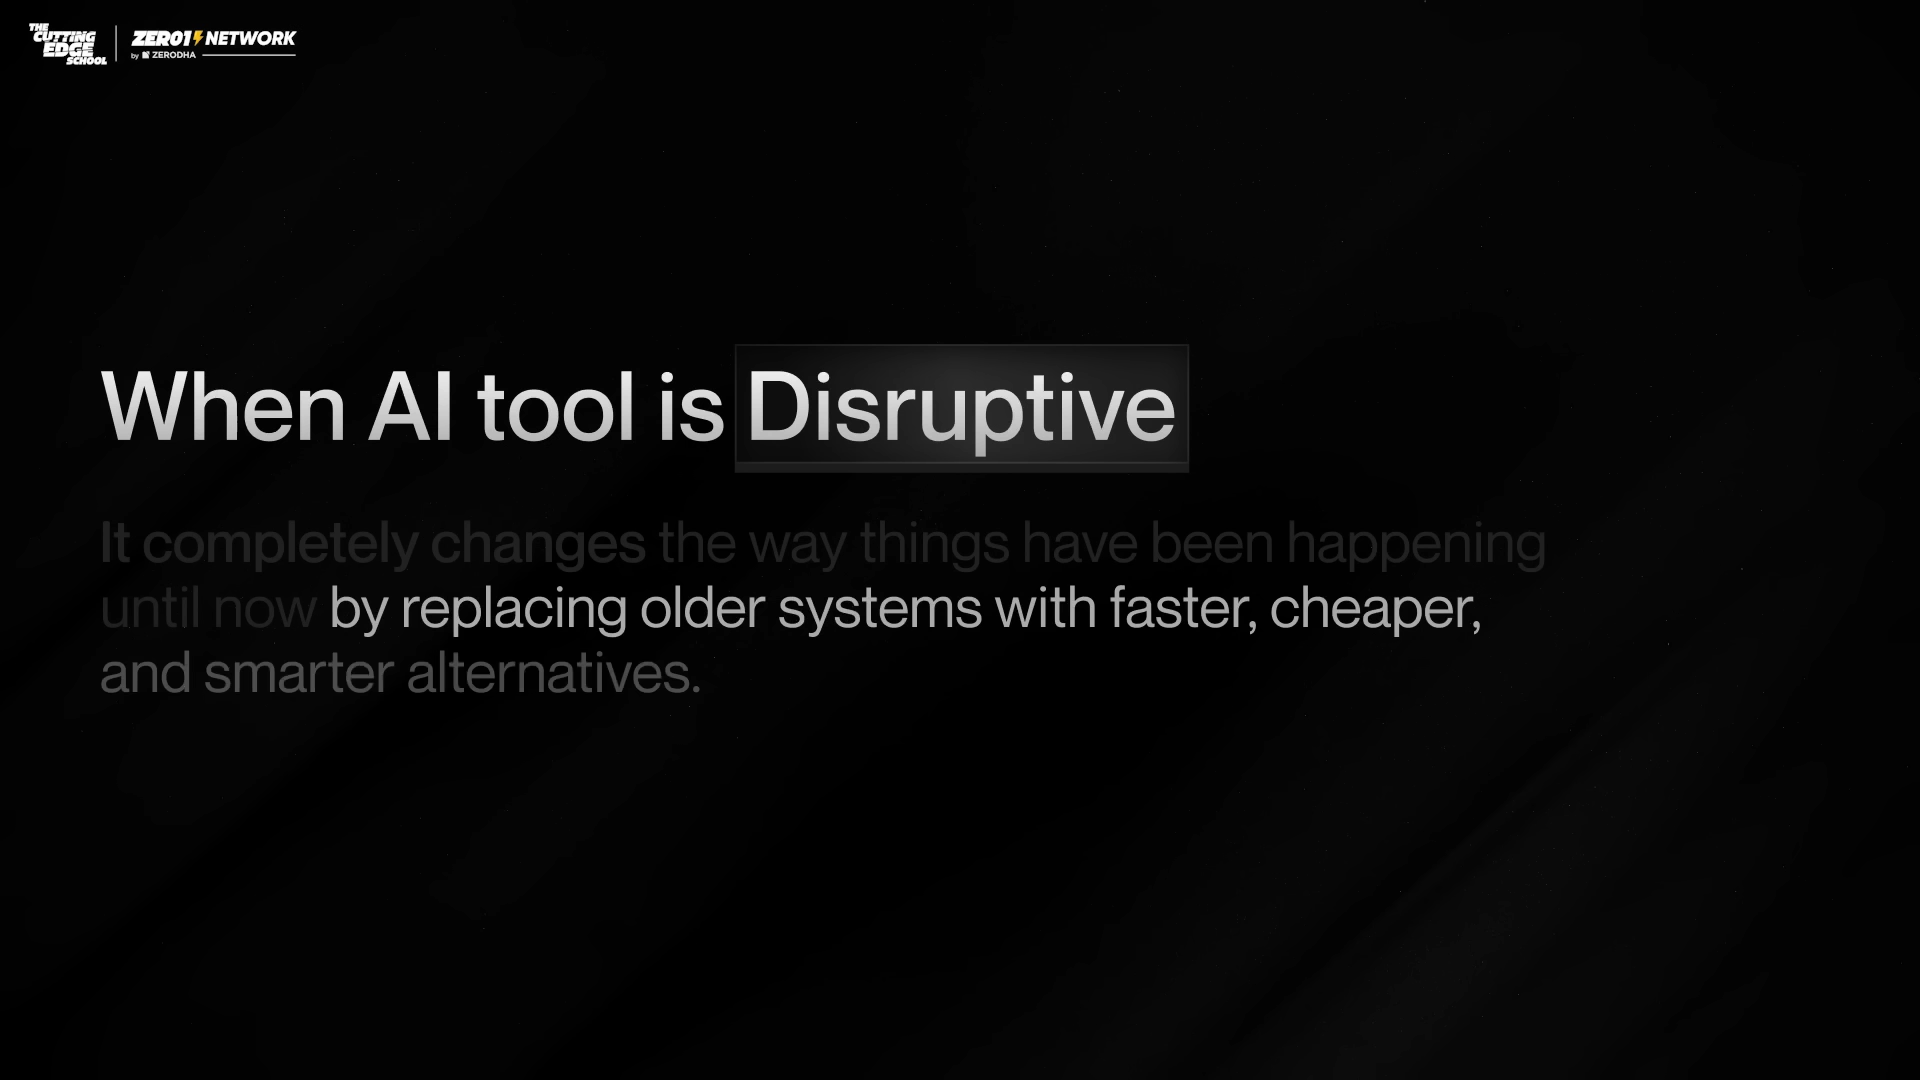 THE
CUTTING
EDGE
SCHOOL
ZERO1 NETWORK
by ZERODHA
When AI tool is Disruptive
It completely changes the way things have been happening
until now by replacing older systems with faster, cheaper,
and smarter alternatives.